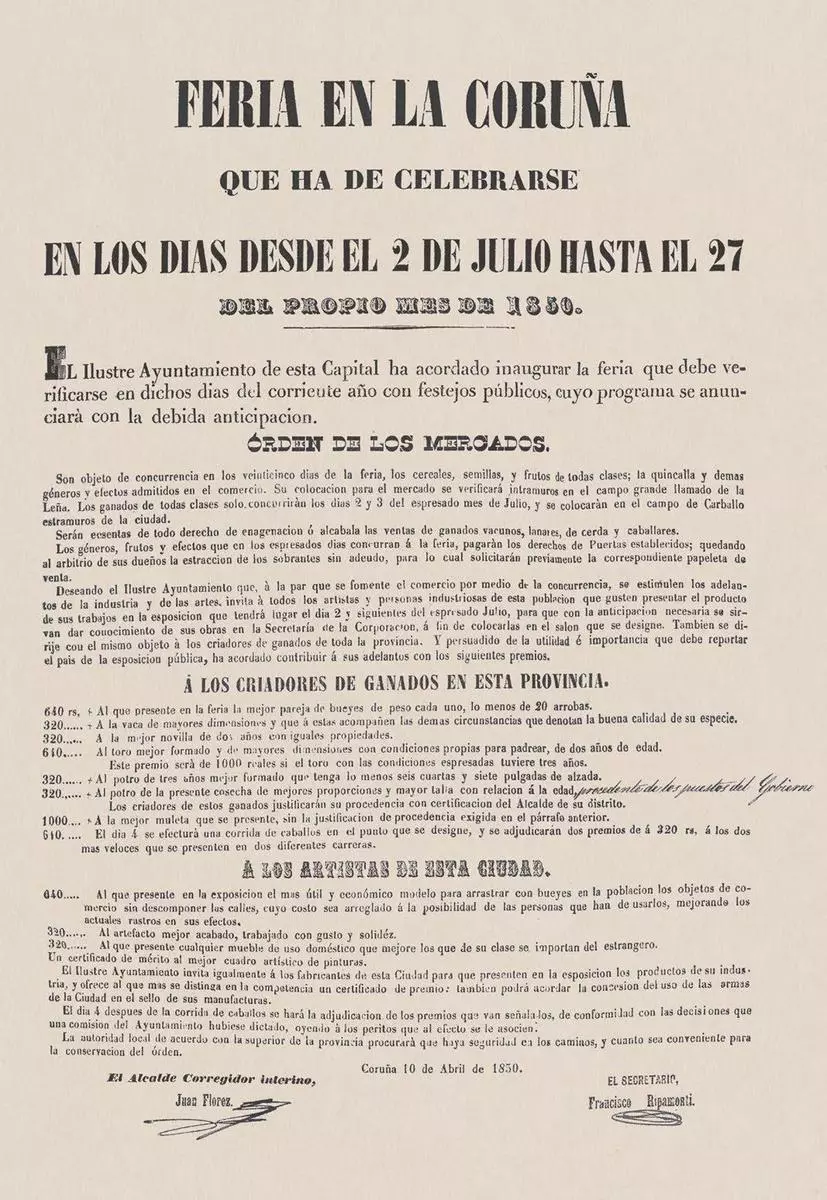 FERIA EN LA CORUÑA
QUE HA DE CELEBRARSE
EN LOS DIAS DESDE EL 2 DE JULIO HASTA EL 27
DEL PROPIO MES DE 1850.
EL Ilustre Ayuntamiento de esta Capital ha acordado inaugurar la feria que debe ve-
rificarse en dichos dias del corriente año con festejos públicos, cuyo programa se anun-
ciarà con la debida anticipacion.
ÓRDEN DE LOS MERCADOS.
Son objeto de concurrencia en los veinticinco dias de la feria, los cereales, semillas, y frutos de todas clases; la quincalla y demas
géneros y efectos admitidos en el comercio. Su colocacion para el mercado se verificará intramuros en el campo grande llamado de la
Leña. Los ganados de todas clases solo concurriràn los dias 2 y 3 del espresado mes de Julio, y se colocarán en el campo de Carballo
estramuros de la ciudad.
Serán ecsentas de todo derecho de enagenacion ó alcabala las ventas de ganados vacunos, lanares, de cerda y caballares.
Los géneros, frutos y efectos que en los espresados dias concurran á la feria, pagaràn los derechos de Puertas establecidos; quedando
al arbitrio de sus dueños la estraccion de los sobrantes sin adeudo, para lo cual solicitarán previamente la correspondiente papeleta de
venta.
Deseando el Ilustre Ayuntamiento que, à la par que se fomente el comercio por medio de la concurrencia, se estimulen los adelan-
tos de la industria y de las artes, invita à todos los artistas y personas industriosas de esta poblacion que gusten presentar el producto
de sus trabajos en la esposicion que tendrá lugar el dia 2 y siguientes del espresado Julio, para que con la anticipacion necesaria se sir-
van dar conocimiento de sus obras en la Secretaría de la Corporacion, á fin de colocarlas en el salon que se designe. Tambien se di-
rije con el mismo objeto à los criadores de ganados de toda la provincia. Y persuadido de la utilidad é importancia que debe reportar
el pais de la esposicion pública, ha acordado contribuir á sus adelantos con los siguientes premios.
Á LOS CRIADORES DE GANADOS EN ESTA PROVINCIA.
640 rs. + Al que presente en la feria la mejor pareja de bueyes de peso cada uno, lo menos de 20 arrobas.
320...... + A la vaca de mayores dimensiones y que á estas acompañen las demas circunstancias que denotan la buena calidad de su especie.
320...... A la mejor novilla de dos años con iguales propiedades.
640..... Al toro mejor formado y de mayores dimensiones con condiciones propias para padrear, de dos años de edad.
Este premio será de 1000 reales si el toro con las condiciones espresadas tuviere tres años.
320...... + Al potro de tres años mejor formado que tenga lo menos seis cuartas y siete pulgadas de alzada.
320...... + Al potro de la presente cosecha de mejores proporciones y mayor talla con relacion á la edad, procedente de los puestos del Gobierno
Los criadores de estos ganados justificarán su procedencia con certificacion del Alcalde de su distrito.
1000.... + A la mejor muleta que se presente, sin la justificacion de procedencia exigida en el párrafo anterior.
640..... El dia 4 se efecturà una corrida de caballos en el punto que se designe, y se adjudicarán dos premios de á 320 rs, á los dos
mas veloces que se presenten en dos diferentes carreras.
Á LOS ARTISTAS DE ESTA CIUDAD.
640..... Al que presente en la exposicion el mas útil y económico modelo para arrastrar con bueyes en la poblacion los objetos de co-
mercio sin descomponer las calles, cuyo costo sea arreglado á la posibilidad de las personas que han de usarlos, mejorando los
actuales rastros en sus efectos.
320...... Al artefacto mejor acabado, trabajado con gusto y solidéz.
320...... Al que presente cualquier mueble de uso doméstico que mejore los que de su clase se importan del estrangero.
Un certificado de mérito al mejor cuadro artístico de pinturas.
El Ilustre Ayuntamiento invita igualmente á los fabricantes de esta Ciudad para que presenten en la esposicion los productos de su indus-
tria, y ofrece al que mas se distinga en la competencia un certificado de premio: tambien podrá acordar la concesion del uso de las armas
de la Ciudad en el sello de sus manufacturas.
El dia 4 despues de la corrida de caballos se hará la adjudicacion de los premios que van señalados, de conformidad con las decisiones que
una comision del Ayuntamiento hubiese dictado, oyendo à los peritos que al efecto se le asocien.
La autoridad local de acuerdo con la superior de la provincia procurarà que haya seguridad en los caminos, y cuanto sea conveniente para
la conservacion del órden.
Coruña 10 de Abril de 1850.
El Alcalde Corregidor interino,
EL SECRETARIO,
Juan Florez.
Francisco Ripamonti.